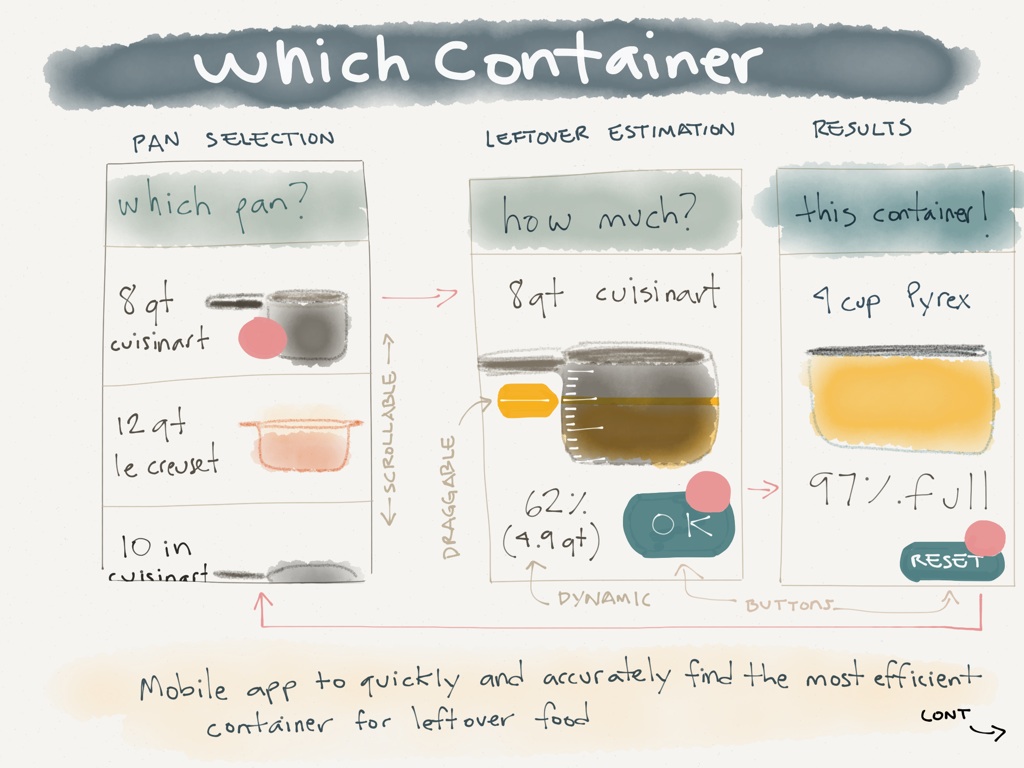 which container
PAN SELECTION
which pan?
8 qt
cuisinart
12 qt
le creuset
10 in
cuisinart
SCROLLABLE
LEFTOVER ESTIMATION
how much?
8qt cuisinart
DRAGGABLE
62%
(4.9 qt)
OK
DYNAMIC
BUTTONS
RESULTS
this container!
cup Pyrex
97% full
RESET
Mobile app to quickly and accurately find the most efficient
container for leftover food
CONT